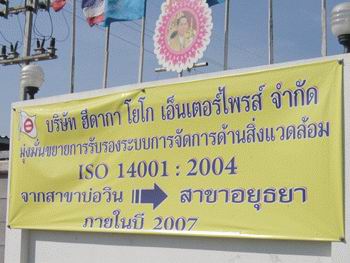 บริษัท ฮีดากา โยโก เอ็นเตอร์ไพรส์ จำกัด
มุ่งมั่นขยายการรับรองระบบการจัดการด้านสิ่งแวดล้อม
ISO 14001 : 2004
จากสาขาบ่อวิน สาขาอยุธยา
ภายในปี 2007